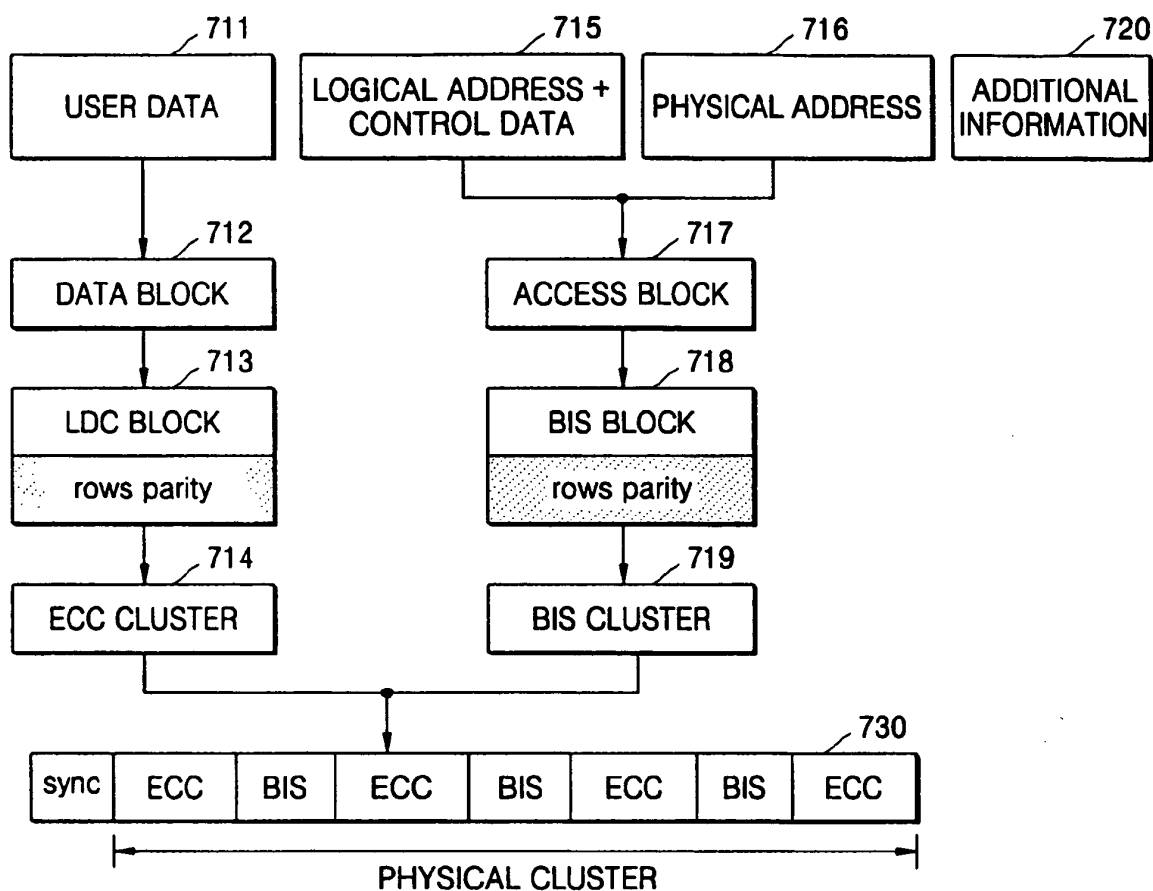 711
715
716
720
USER DATA
LOGICAL ADDRESS +
CONTROL DATA
PHYSICAL ADDRESS
ADDITIONAL
INFORMATION
712
717
DATA BLOCK
ACCESS BLOCK
713
718
LDC BLOCK
BIS BLOCK
rows parity
rows parity
714
719
ECC CLUSTER
BIS CLUSTER
730
sync ECC BIS ECC BIS ECC BIS ECC
PHYSICAL CLUSTER